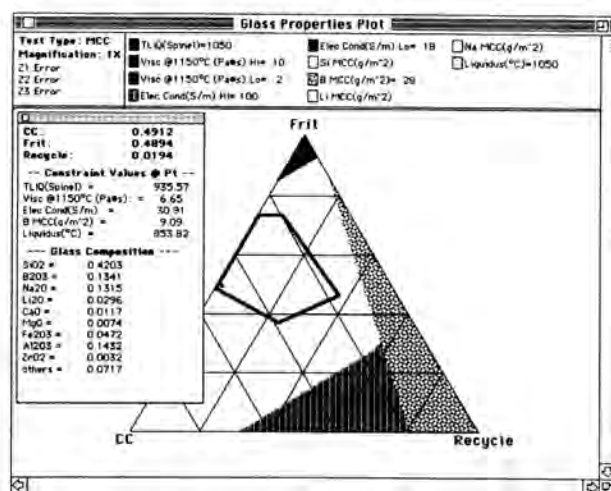 Glass Properties Plot
Test Type: MCC
Magnification: 1X
Z1 Error
Z2 Error
Z3 Error
TLIQ(Spinel)=1050
Visc @1150°C (Pa*s) Hi= 10
Visc @1150°C (Pa*s) Lo= 2
Elec Cond(S/m) Hi= 100
Elec Cond(S/m) Lo= 18
Si MCC(g/m^2)
B MCC(g/m^2)= 28
Li MCC(g/m^2)
Na MCC(g/m^2)
Liquidus(°C)=1050
CC: 0.4912
Frit: 0.4894
Recycle: 0.0194
-- Constraint Values @ Pt --
TLIQ(Spinel) = 935.57
Visc @1150°C (Pa*s): = 6.65
Elec Cond(S/m) = 30.91
B MCC(g/m^2) = 9.09
Liquidus(°C) = 853.82
--- Glass Composition ---
SiO2 = 0.4203
B2O3 = 0.1341
Na2O = 0.1315
Li2O = 0.0296
CaO = 0.0117
MgO = 0.0074
Fe2O3 = 0.0472
Al2O3 = 0.1432
ZrO2 = 0.0032
others = 0.0717
Frit
CC
Recycle